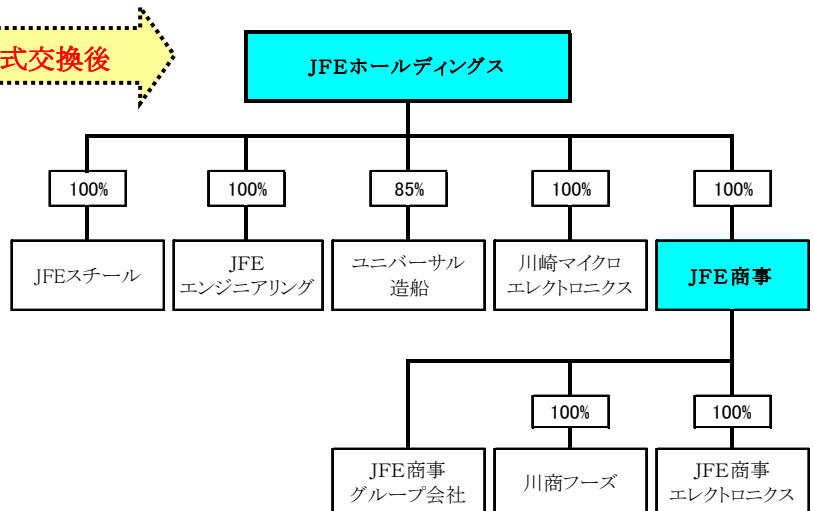 式交換後
JFEホールディングス
100%
100%
85%
100%
100%
JFEスチール
JFE
エンジニアリング
ユニバーサル
造船
川崎マイクロ
エレクトロニクス
JFE商事
100%
100%
JFE商事
グループ会社
川商フーズ
JFE商事
エレクトロニクス